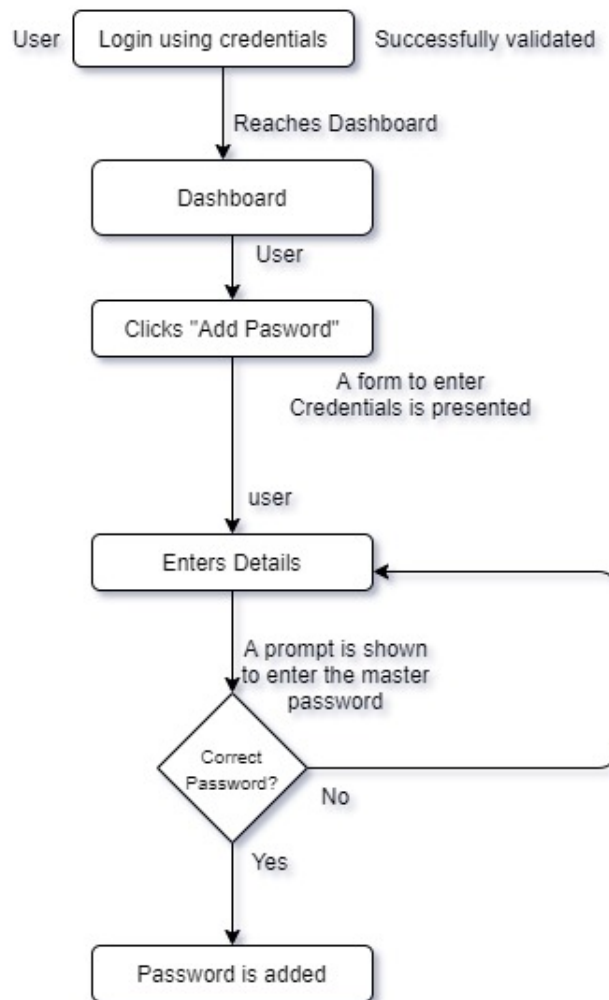 User
Login using credentials
Successfully validated
Reaches Dashboard
Dashboard
User
Clicks "Add Pasword"
A form to enter
Credentials is presented
user
Enters Details
A prompt is shown
to enter the master
password
Correct
Password?
No
Yes
Password is added